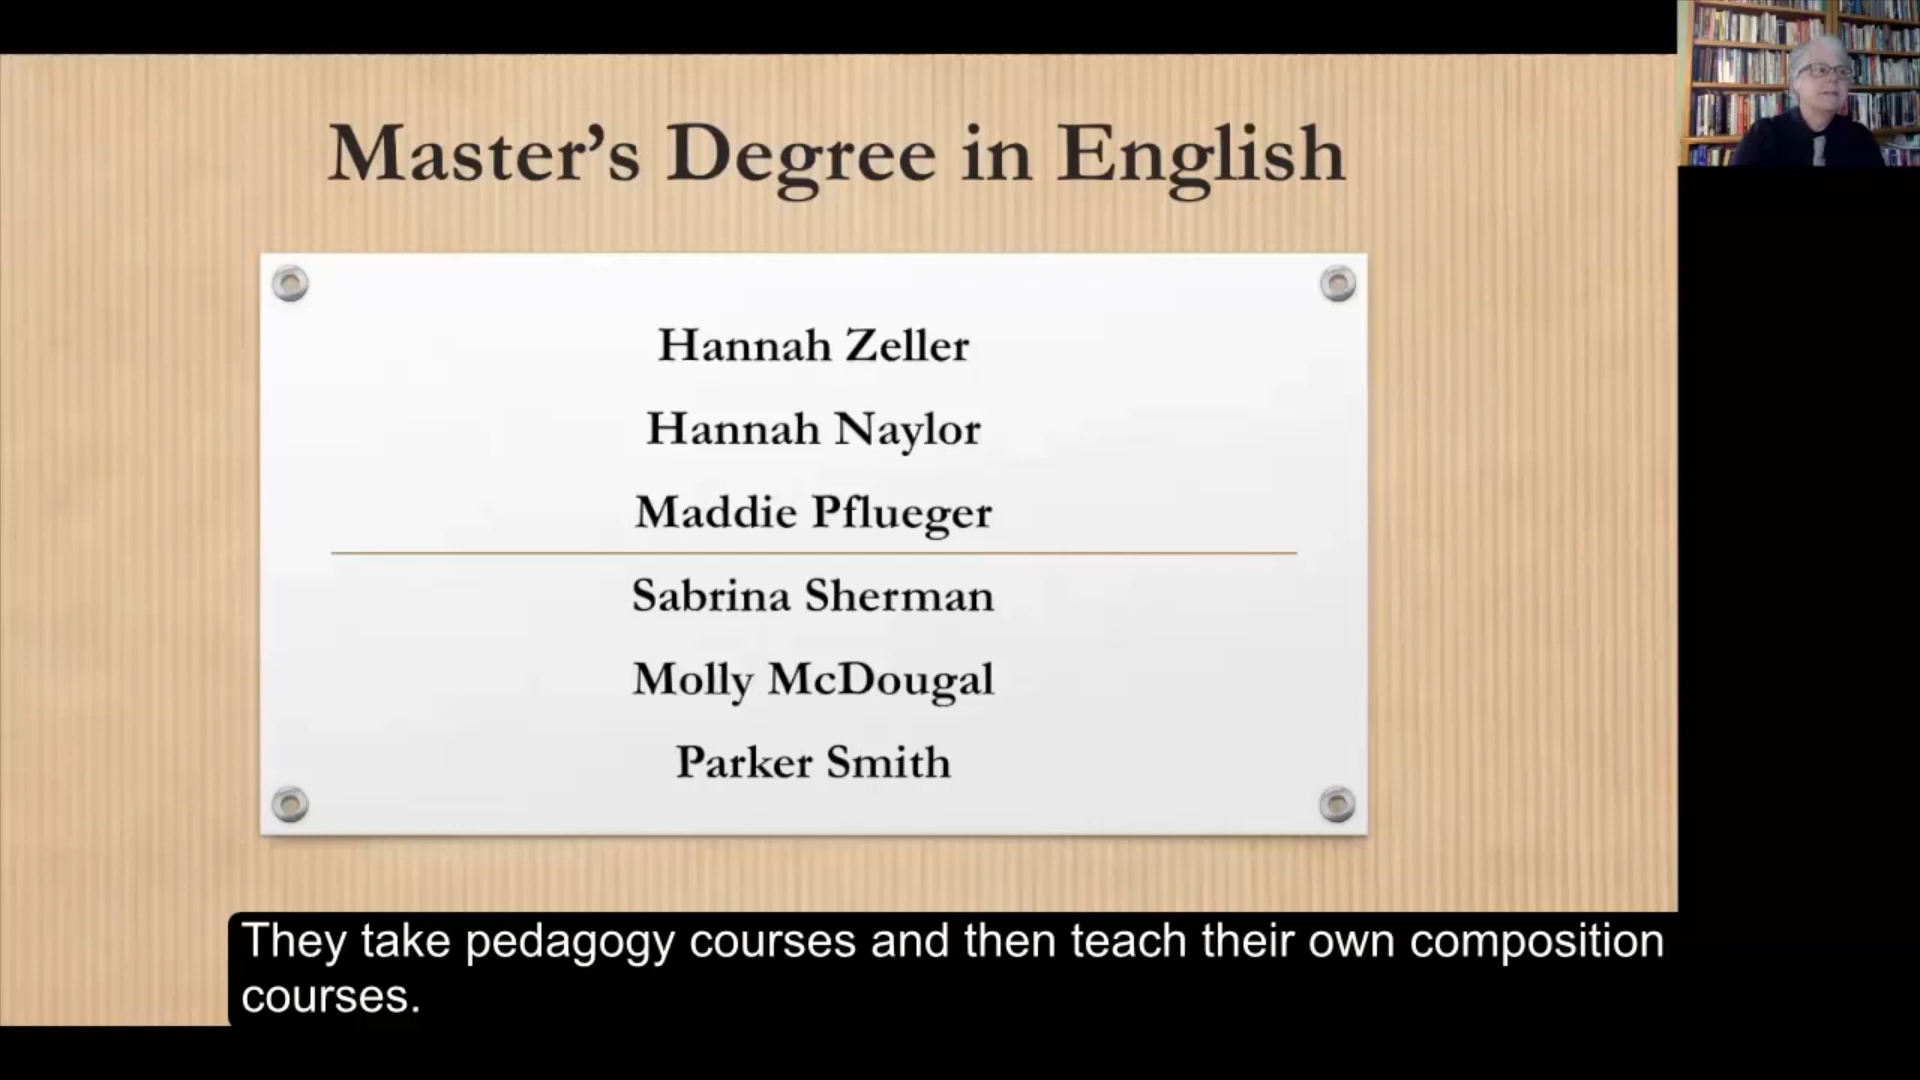 Master’s Degree in English
Hannah Zeller
Hannah Naylor
Maddie Pflueger
Sabrina Sherman
Molly McDougal
Parker Smith
They take pedagogy courses and then teach their own composition
courses.